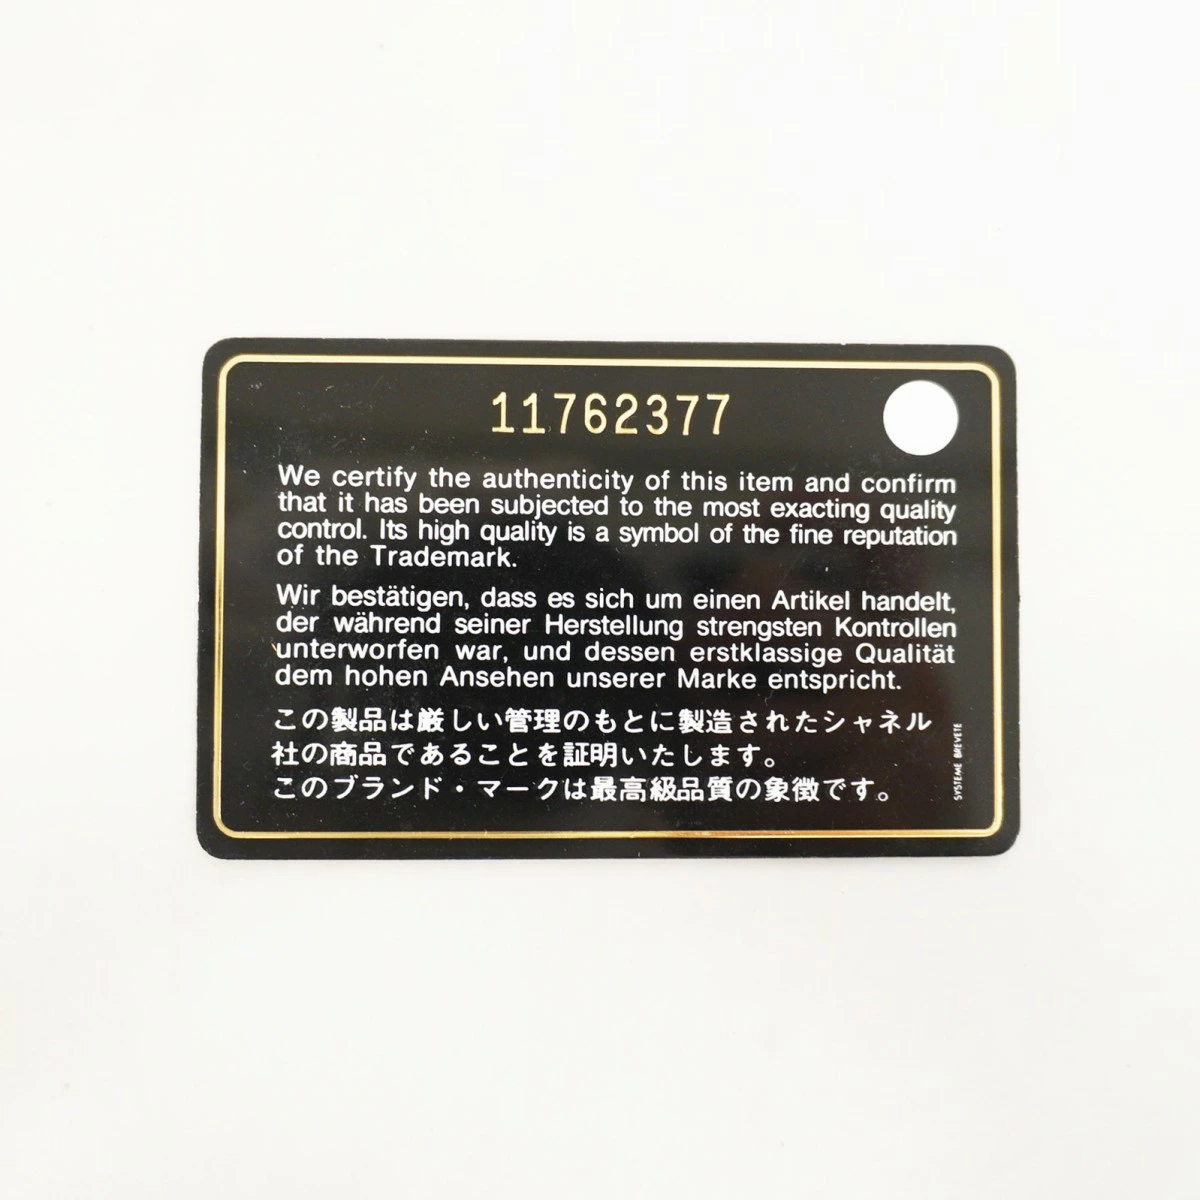 11762377
We certify the authenticity of this item and confirm
that it has been subjected to the most exacting quality
control. Its high quality is a symbol of the fine reputation
of the Trademark.
Wir bestätigen, dass es sich um einen Artikel handelt,
der während seiner Herstellung strengsten Kontrollen
unterworfen war, und dessen erstklassige Qualität
dem hohen Ansehen unserer Marke entspricht.
この製品は厳しい管理のもとに製造されたシャネル
社の商品であることを証明いたします。
このブランド・マークは最高級品質の象徴です。
SYSTEME BREVETE